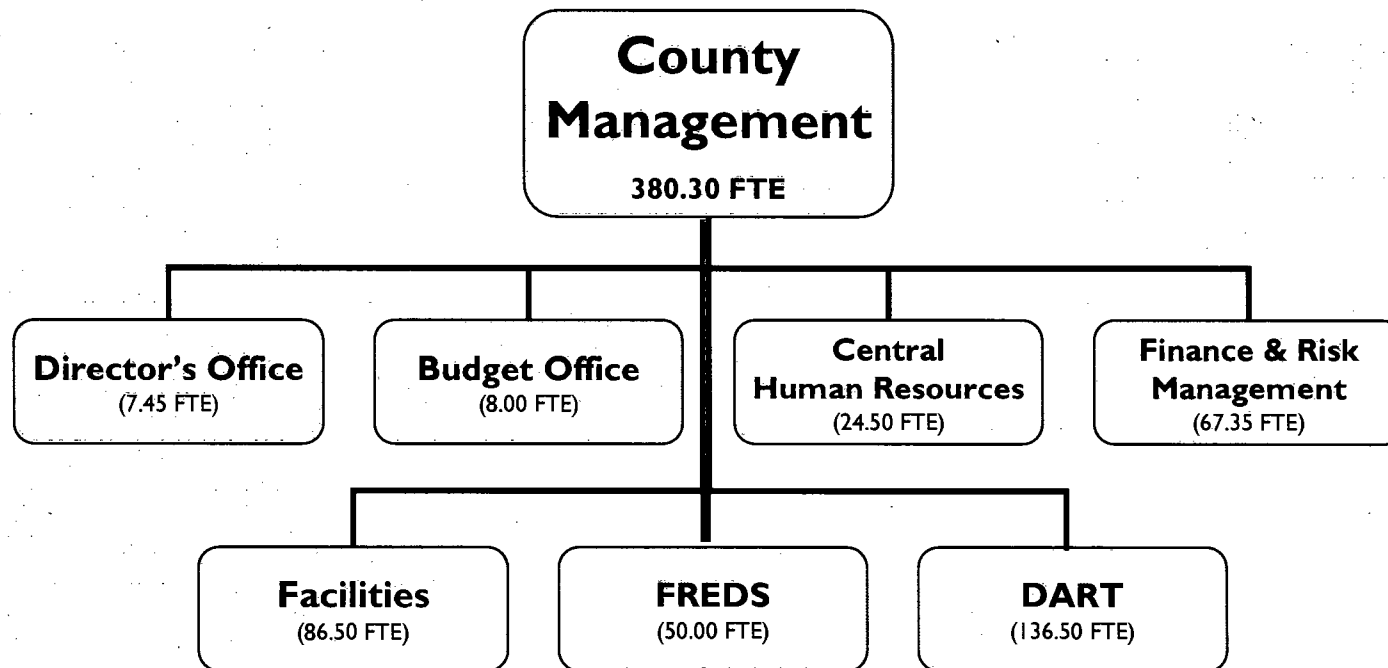 County
Management
380.30 FTE
Director's Office
(7.45 FTE)
Budget Office
(8.00 FTE)
Central
Human Resources
(24.50 FTE)
Finance & Risk
Management
(67.35 FTE)
Facilities
(86.50 FTE)
FREDS
(50.00 FTE)
DART
(136.50 FTE)